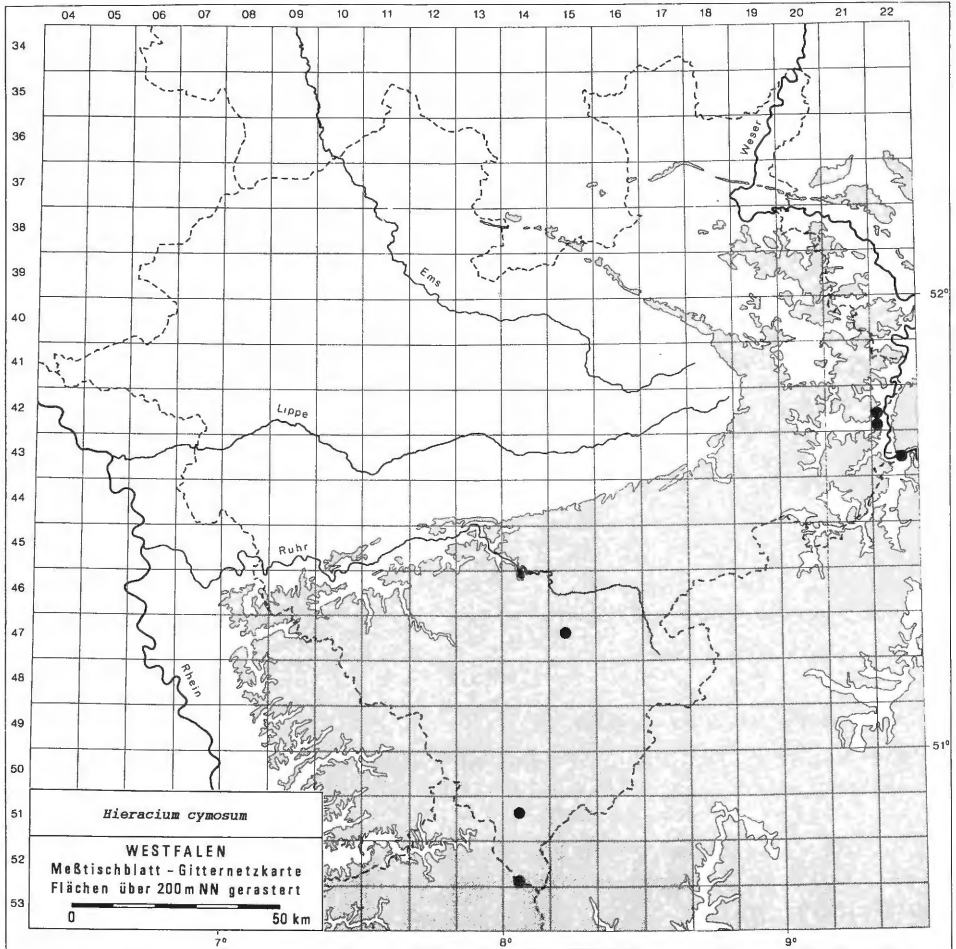 04 05 06 07 08 09 10 11 12 13 14 15 16 17 18 19 20 21 22
34
35
36
37
38
39
40
41
42
43
44
45
46
47
48
49
50
51
52
53
Weser
Ems
52°
Lippe
Ruhr
Rhein
51°
Hieracium cymosum
WESTFALEN
Meßtischblatt - Gitternetzkarte
Flächen über 200m NN gerastert
0 50 km
7° 8° 9°